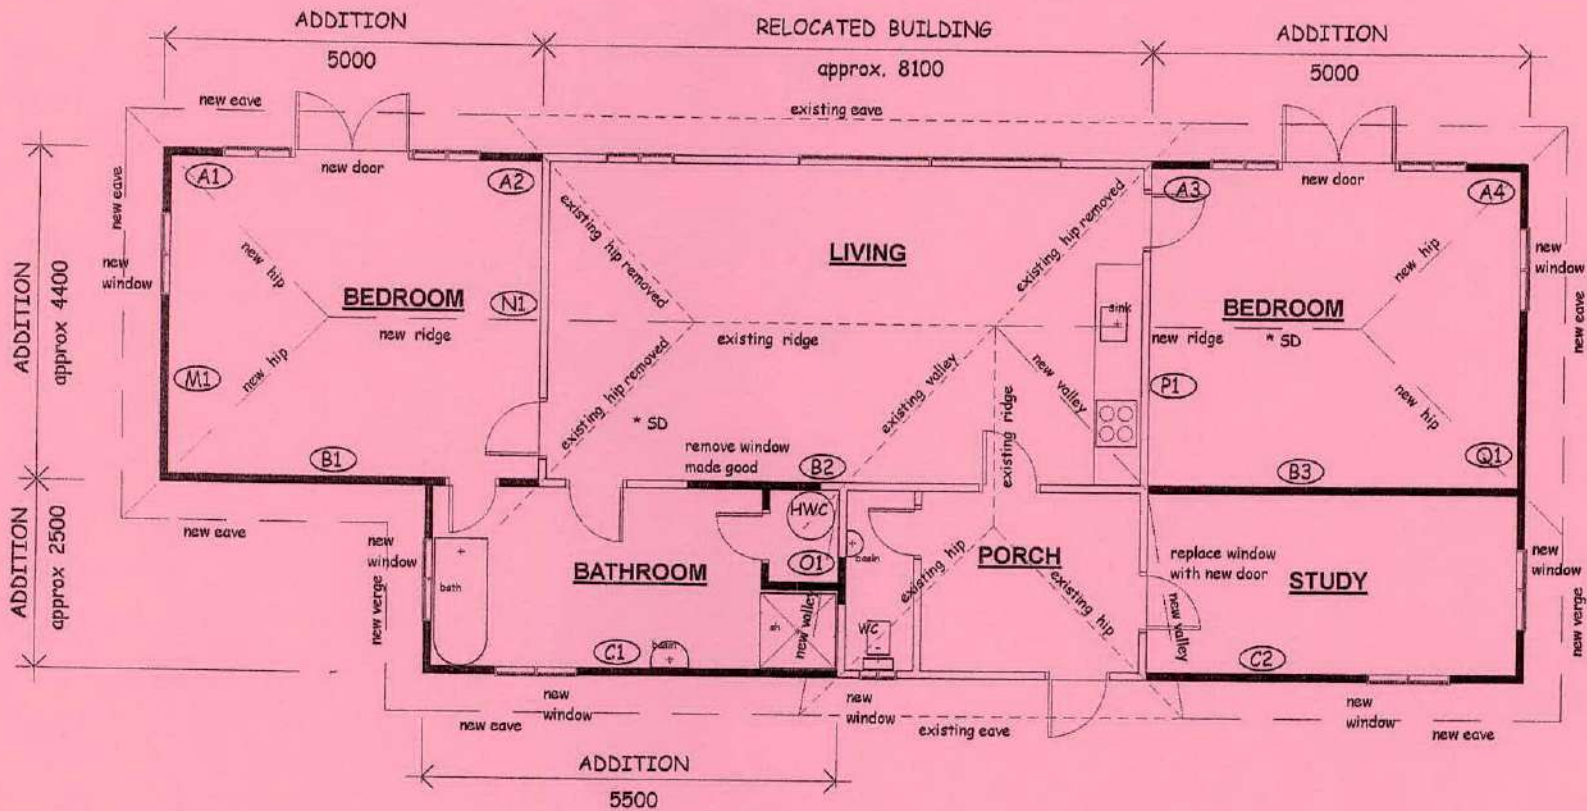 ADDITION
RELOCATED BUILDING
ADDITION
5000
approx. 8100
5000
new eave
existing eave
new door
new door
A1
A2
A3
A4
new eave
new window
ADDITION
approx 4400
existing hip removed
LIVING
existing hip removed
new hip
new window
new hip
BEDROOM
N1
sink
BEDROOM
new ridge
existing ridge
new ridge
* SD
new eave
M1
new hip
existing hip removed
existing valley
new valley
P1
new hip
existing ridge
* SD
remove window
made good
B1
B2
B3
Q1
new eave
ADDITION
approx 2500
new window
new verge
HWC
O1
basin
bath
BATHROOM
existing hip
PORCH
existing hip
replace window
with new door
STUDY
new window
new verge
sh
new valley
WC
new valley
C1
basin
C2
new eave
new window
new window
existing eave
new window
new eave
ADDITION
5500